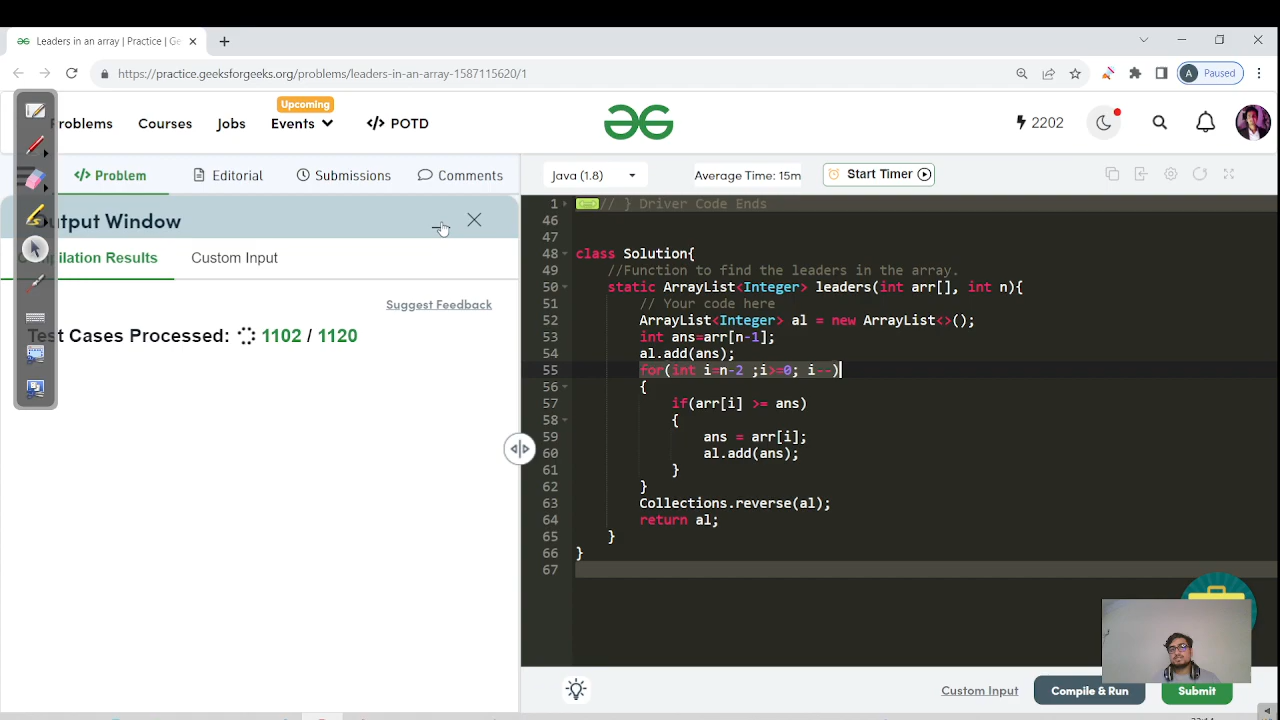 Leaders in an array | Practice | Ge
https://practice.geeksforgeeks.org/problems/leaders-in-an-array-1587115620/1
A Paused
Upcoming
roblems Courses Jobs Events </> POTD
2202
</> Problem Editorial Submissions Comments
Java (1.8) Average Time: 15m Start Timer
utput Window
pilation Results Custom Input
Suggest Feedback
Test Cases Processed: 1102 / 1120
1 // } Driver Code Ends
46
47
48 class Solution{
49 //Function to find the leaders in the array.
50 static ArrayList<Integer> leaders(int arr[], int n){
51 // Your code here
52 ArrayList<Integer> al = new ArrayList<>();
53 int ans=arr[n-1];
54 al.add(ans);
55 for(int i=n-2 ;i>=0; i--)
56 {
57 if(arr[i] >= ans)
58 {
59 ans = arr[i];
60 al.add(ans);
61 }
62 }
63 Collections.reverse(al);
64 return al;
65 }
66 }
67
Custom Input Compile & Run Submit